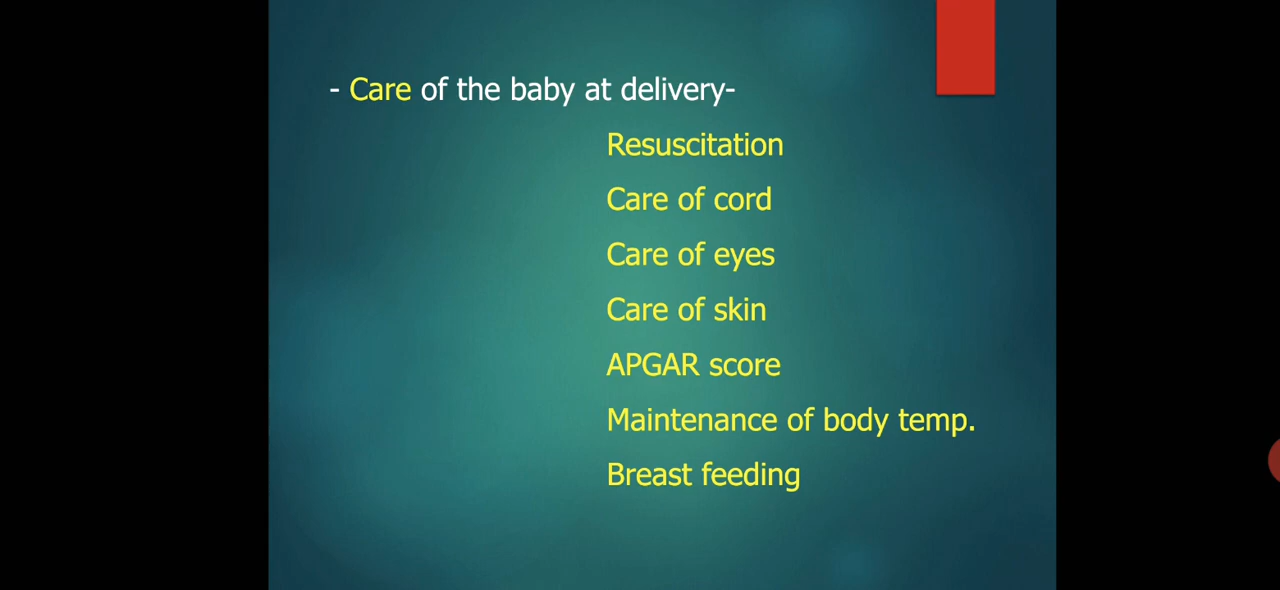 - Care of the baby at delivery-
Resuscitation
Care of cord
Care of eyes
Care of skin
APGAR score
Maintenance of body temp.
Breast feeding